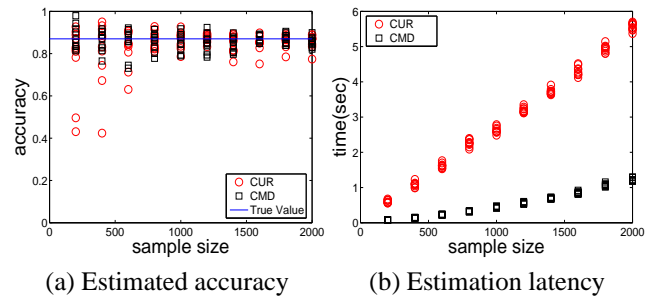 1
0.8
0.6
0.4
0.2
0
accuracy
0 500 1000 1500 2000
sample size
CUR
CMD
True Value
(a) Estimated accuracy
6
5
4
3
2
1
0
time(sec)
0 500 1000 1500 2000
sample size
CUR
CMD
(b) Estimation latency